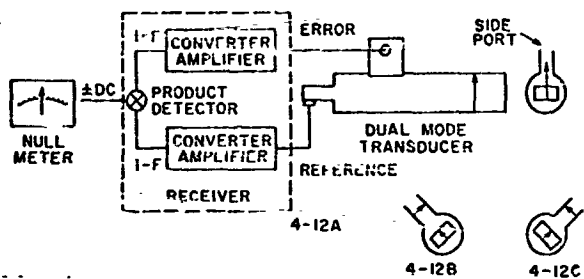 I-F
CONVERTER
AMPLIFIER
ERROR
SIDE
PORT
±DC
PRODUCT
DETECTOR
NULL
METER
I-F
CONVERTER
AMPLIFIER
DUAL MODE
TRANSDUCER
REFERENCE
RECEIVER
4-12A
4-12B
4-12C